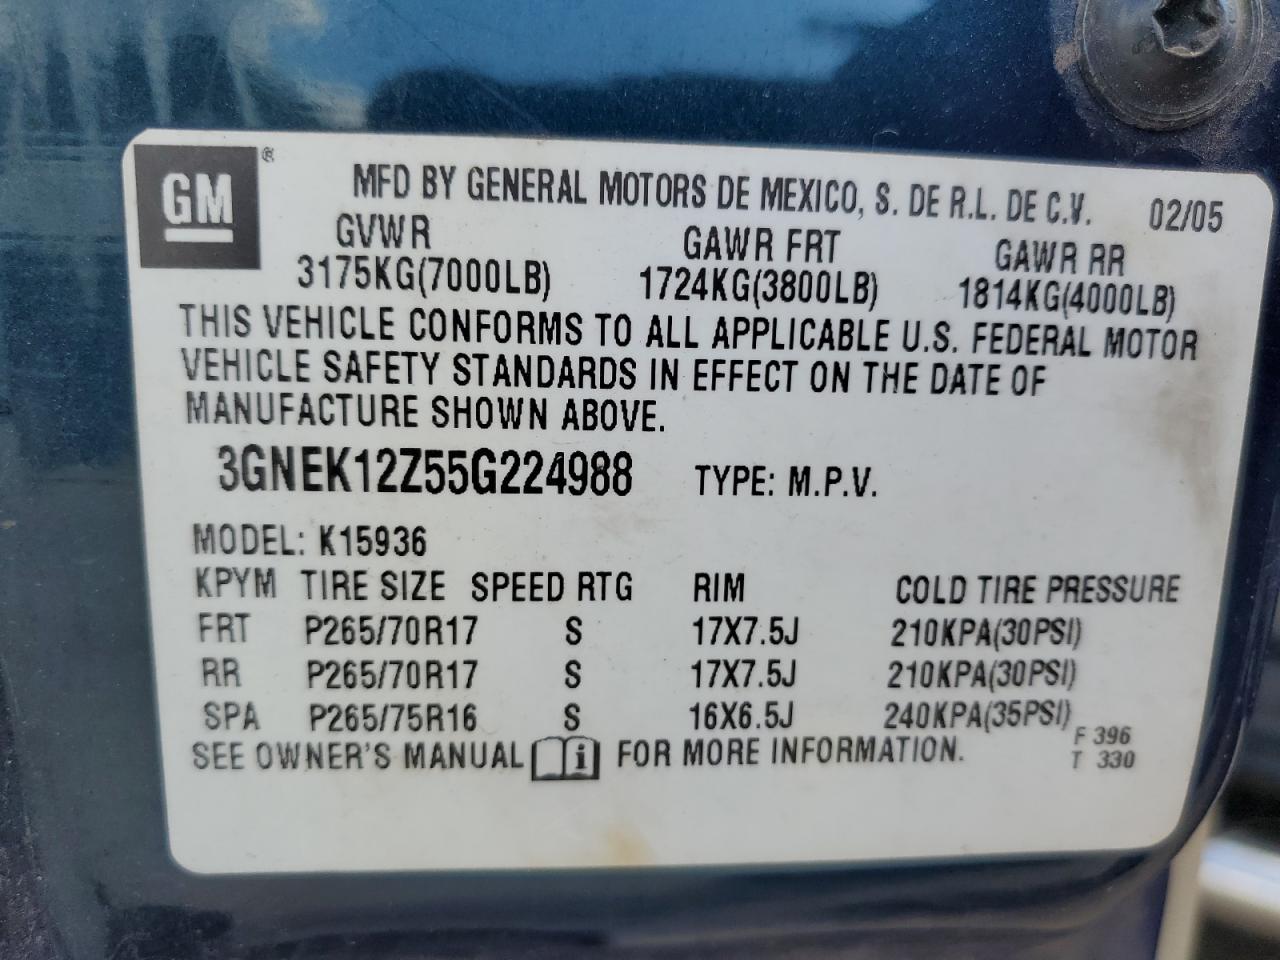 GM ®
MFD BY GENERAL MOTORS DE MEXICO, S. DE R.L. DE C.V. 02/05
GVWR GAWR FRT GAWR RR
3175KG(7000LB) 1724KG(3800LB) 1814KG(4000LB)
THIS VEHICLE CONFORMS TO ALL APPLICABLE U.S. FEDERAL MOTOR
VEHICLE SAFETY STANDARDS IN EFFECT ON THE DATE OF
MANUFACTURE SHOWN ABOVE.
3GNEK12Z55G224988 TYPE: M.P.V.
MODEL: K15936
KPYM TIRE SIZE SPEED RTG RIM COLD TIRE PRESSURE
FRT P265/70R17 S 17X7.5J 210KPA(30PSI)
RR P265/70R17 S 17X7.5J 210KPA(30PSI)
SPA P265/75R16 S 16X6.5J 240KPA(35PSI)
SEE OWNER'S MANUAL i FOR MORE INFORMATION.
F 396
T 330